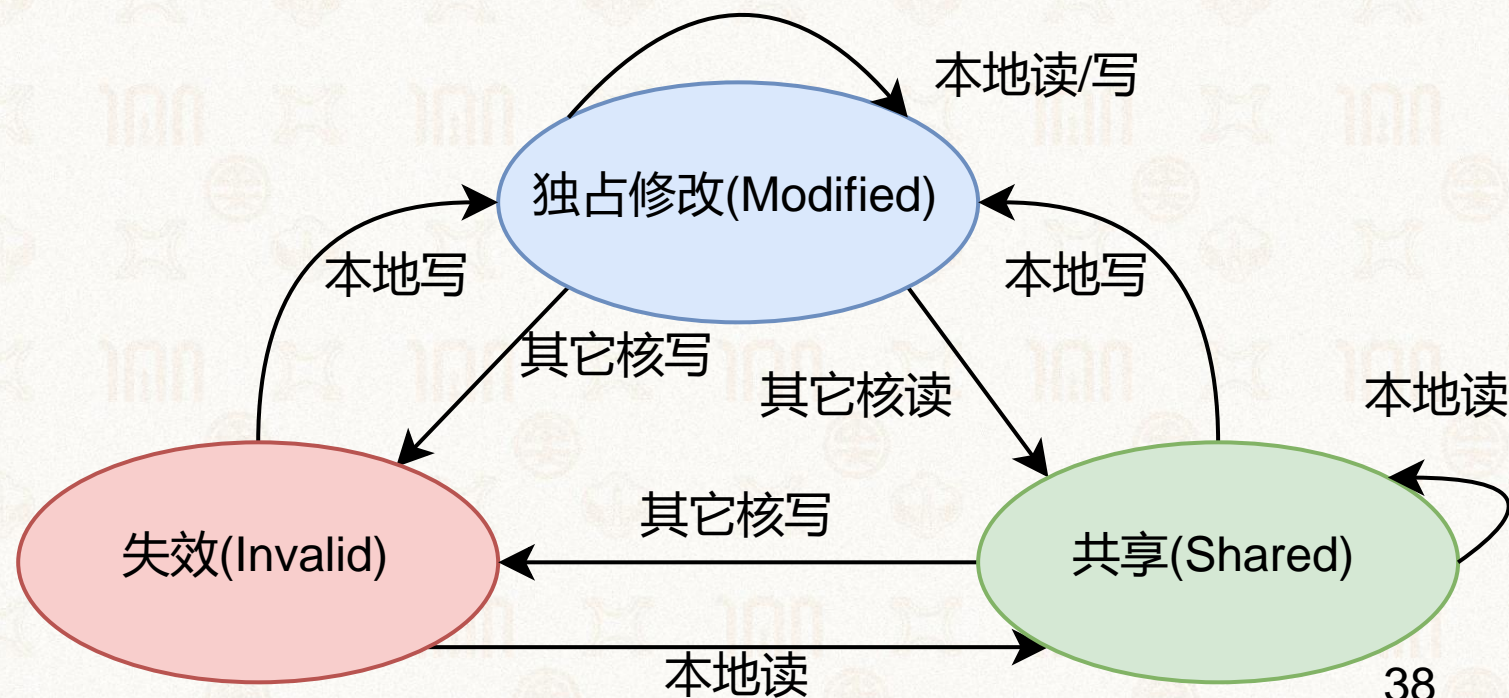 本地读/写
独占修改(Modified)
本地写
本地写
其它核写
其它核读
本地读
其它核写
失效(Invalid)
共享(Shared)
本地读
38